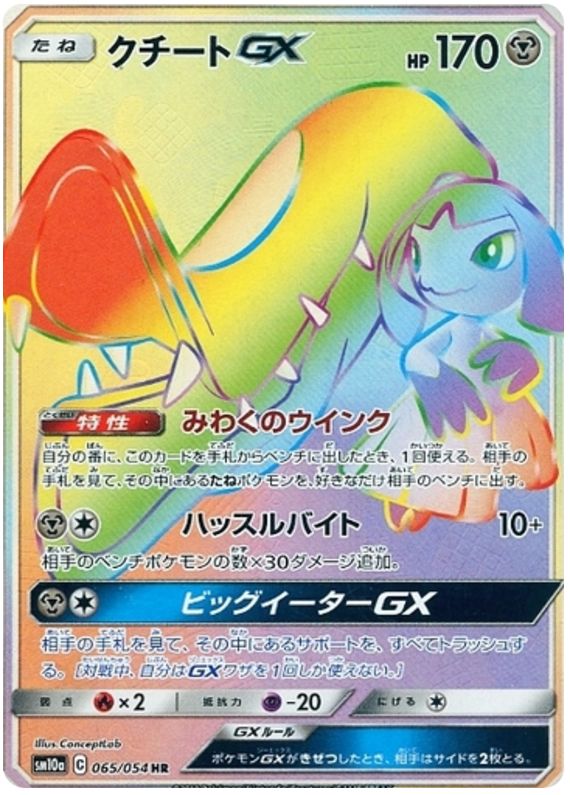 たね クチートGX HP 170
とくせい
特性 みわくのウインク
自分の番に、このカードを手札からベンチに出したとき、1回使える。相手の
手札を見て、その中にあるたねポケモンを、好きなだけ相手のベンチに出す。
ハッスルバイト 10+
相手のベンチポケモンの数×30ダメージ追加。
ビッグイーターGX
相手の手札を見て、その中にあるサポートを、すべてトラッシュす
る。[対戦中、自分はGXワザを1回しか使えない。]
弱点 ×2 抵抗力 -20 にげる
GXルール
Illus.ConceptLab
ポケモンGXがきぜつしたとき、相手はサイドを2枚とる。
sm10a C 065/054 HR